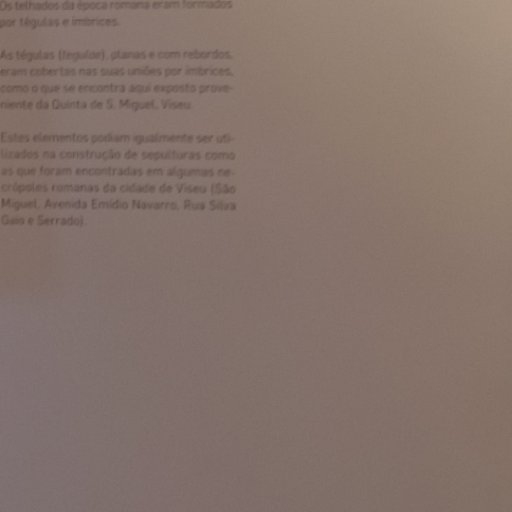 Os telhados da época romana eram formados
por tégulas e imbrices.
As tégulas (tegulae), planas e com rebordos,
eram cobertas nas suas uniões por imbrices,
como o que se encontra aqui exposto prove-
niente da Quinta de S. Miguel, Viseu.
Estes elementos podiam igualmente ser uti-
lizados na construção de sepulturas como
as que foram encontradas em algumas ne-
crópoles romanas da cidade de Viseu (São
Miguel, Avenida Emídio Navarro, Rua Silva
Gaio e Serrado).